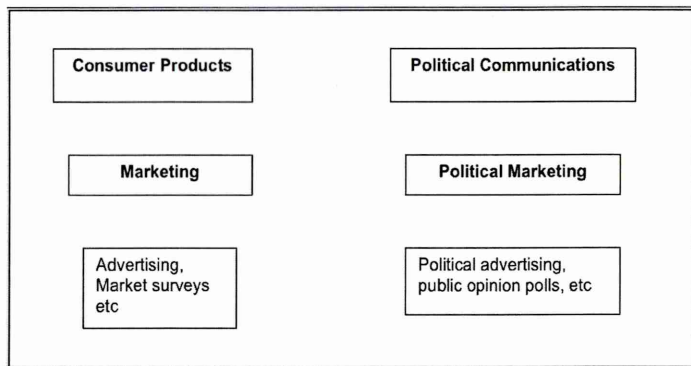 Consumer Products
Political Communications
Marketing
Political Marketing
Advertising,
Market surveys
etc
Political advertising,
public opinion polls, etc